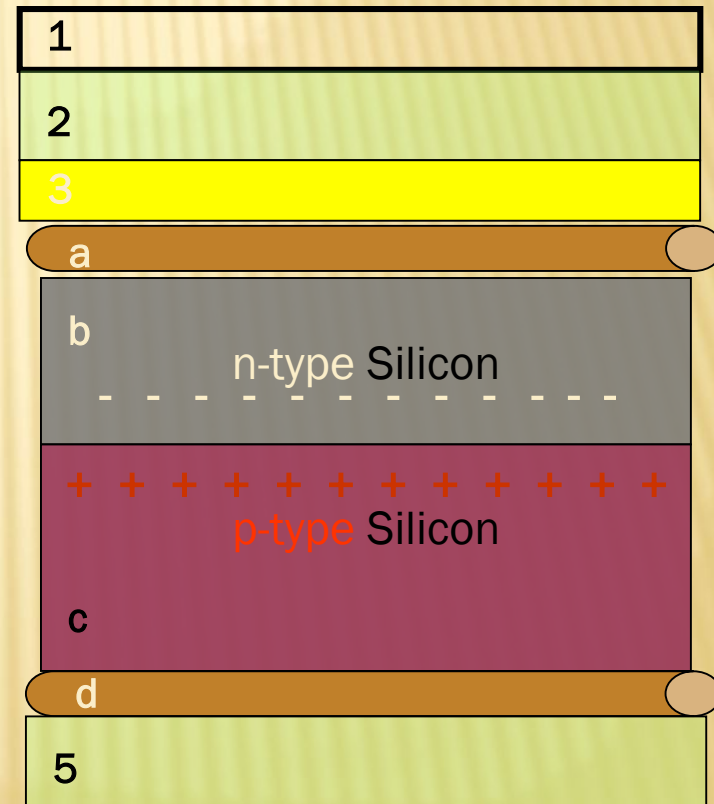 1
2
3
a
b
n-type Silicon
- - - - - - - - - - - -
+ + + + + + + + + + + +
p-type Silicon
c
d
5